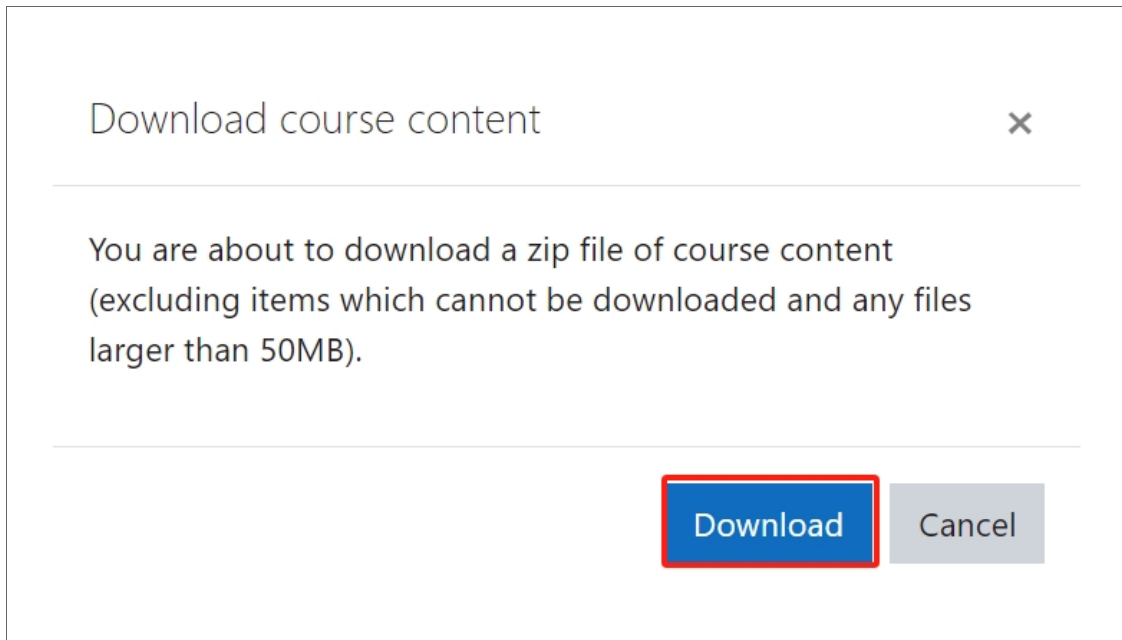 Download course content
×
You are about to download a zip file of course content
(excluding items which cannot be downloaded and any files
larger than 50MB).
Download Cancel